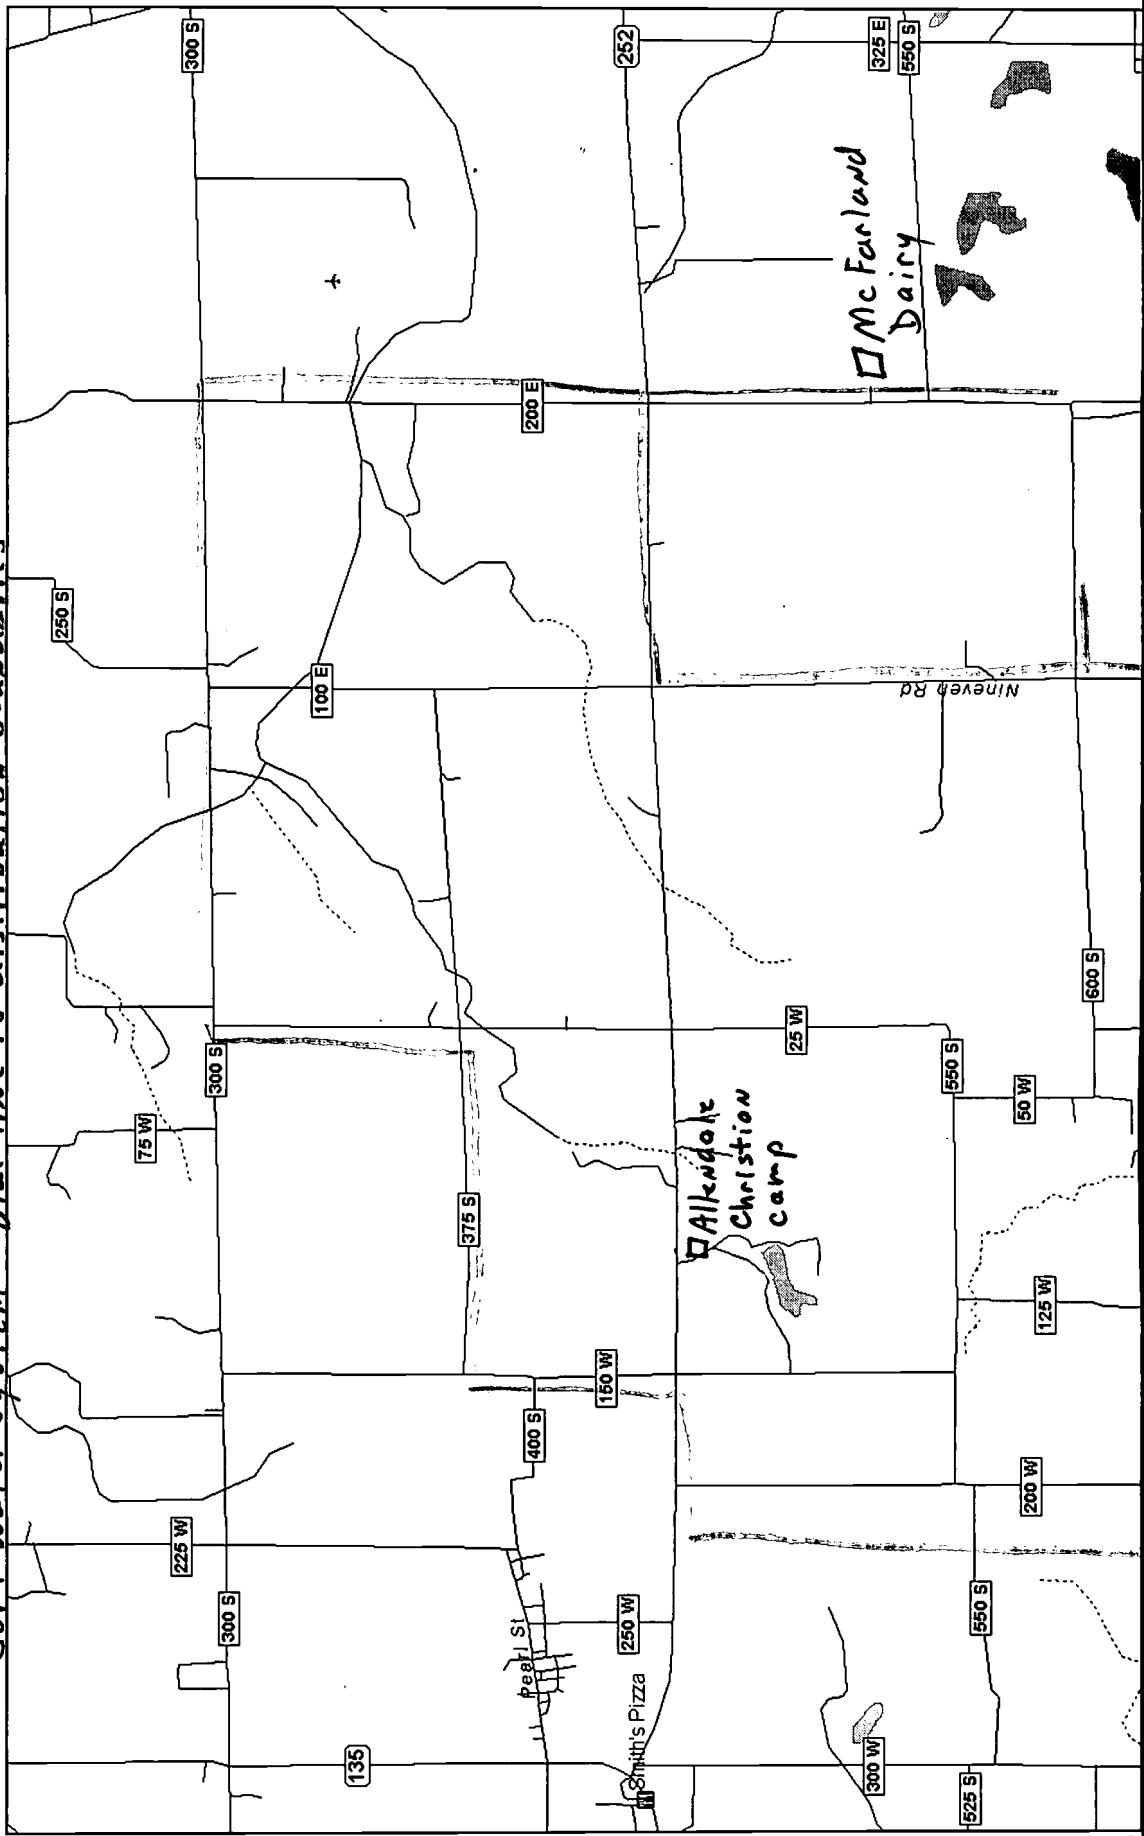 250 S
75 W
225 W
300 S
300 S
300 S
100 E
135
375 S
Pearl St
400 S
200 E
150 W
250 W
252
Smith's Pizza
Allendale
Christian
camp
25 W
McFarland
Dairy
300 W
325 E
550 S
Nineveh Rd
550 S
525 S
550 S
50 W
200 W
125 W
600 S